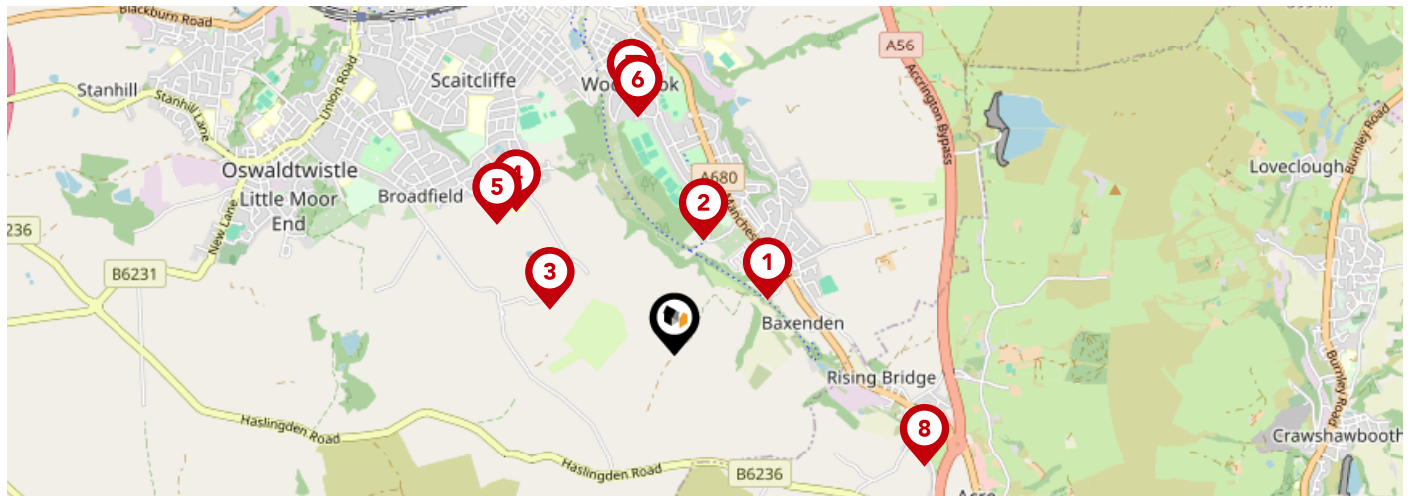 Blackburn Road
A56
Stanhill
Scaitcliffe
6
Stanhill Lane
Union Road
Accrington Bypass
Burnley Road
Loveclough
Oswaldtwistle
4
5
A680
Broadfield
Little Moor
End
2
New Lane
236
B6231
3
1
Baxenden
Rising Bridge
Burnley Road
Haslingden Road
8
Crawshawbooth
Haslingden Road
B6236